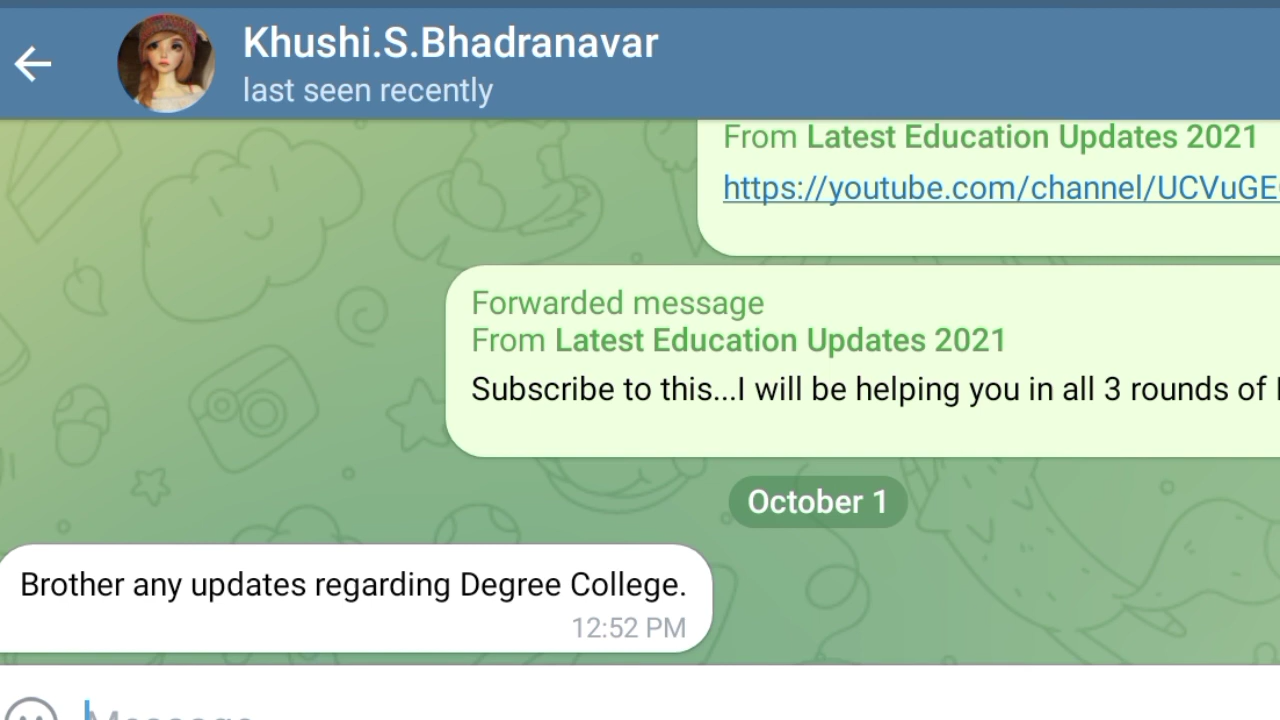 Khushi.S.Bhadranavar
last seen recently
From Latest Education Updates 2021
https://youtube.com/channel/UCVuGE
Forwarded message
From Latest Education Updates 2021
Subscribe to this...I will be helping you in all 3 rounds of
October 1
Brother any updates regarding Degree College.
12:52 PM
Message